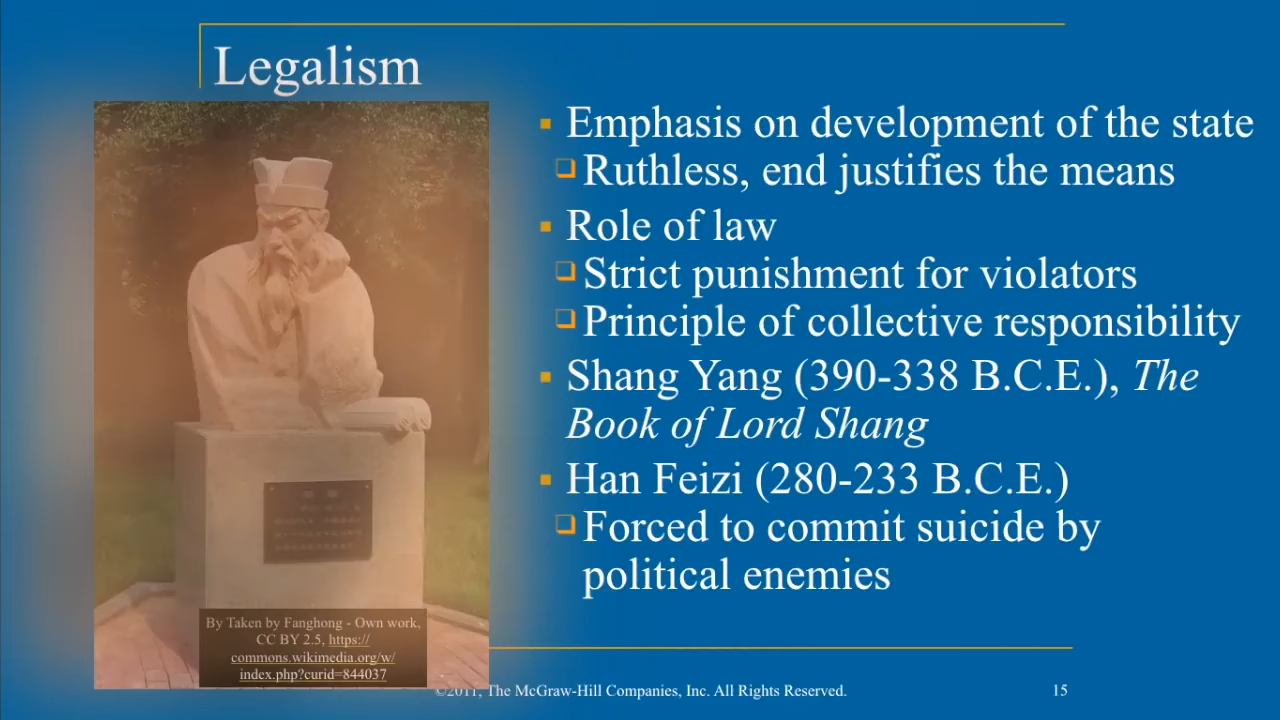 Legalism
▪ Emphasis on development of the state
❑ Ruthless, end justifies the means
▪ Role of law
❑ Strict punishment for violators
❑ Principle of collective responsibility
▪ Shang Yang (390-338 B.C.E.), The
Book of Lord Shang
▪ Han Feizi (280-233 B.C.E.)
❑ Forced to commit suicide by
political enemies
By Taken by Fanghong - Own work,
CC BY 2.5, https://
commons.wikimedia.org/w/
index.php?curid=844037
©2011, The McGraw-Hill Companies, Inc. All Rights Reserved.
15